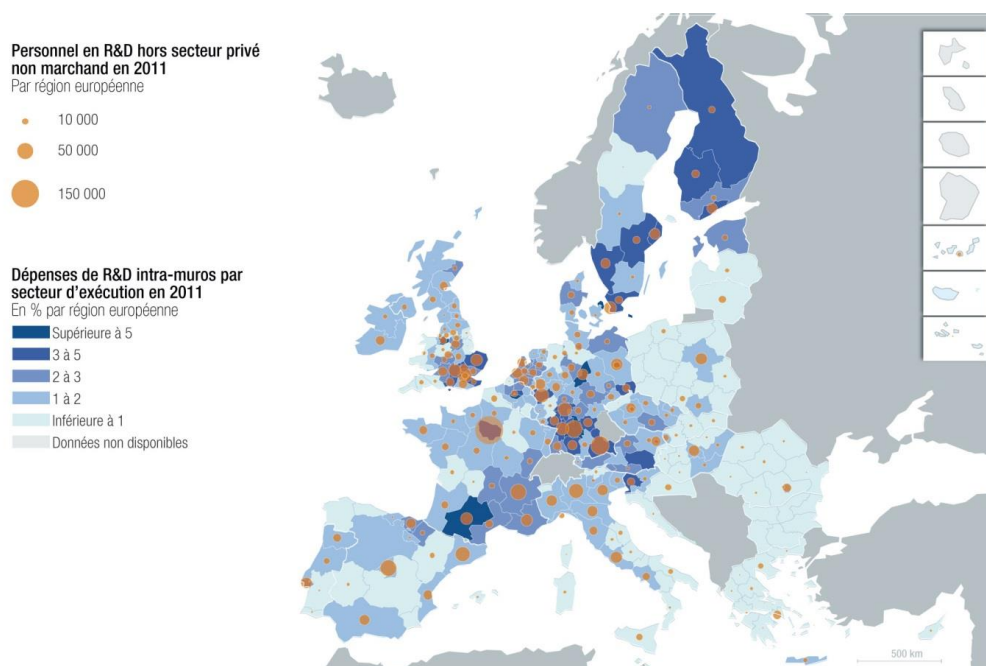 Personnel en R&D hors secteur privé
non marchand en 2011
Par région européenne
10 000
50 000
150 000
Dépenses de R&D intra-muros par
secteur d'exécution en 2011
En % par région européenne
Supérieure à 5
3 à 5
2 à 3
1 à 2
Inférieure à 1
Données non disponibles
500 km